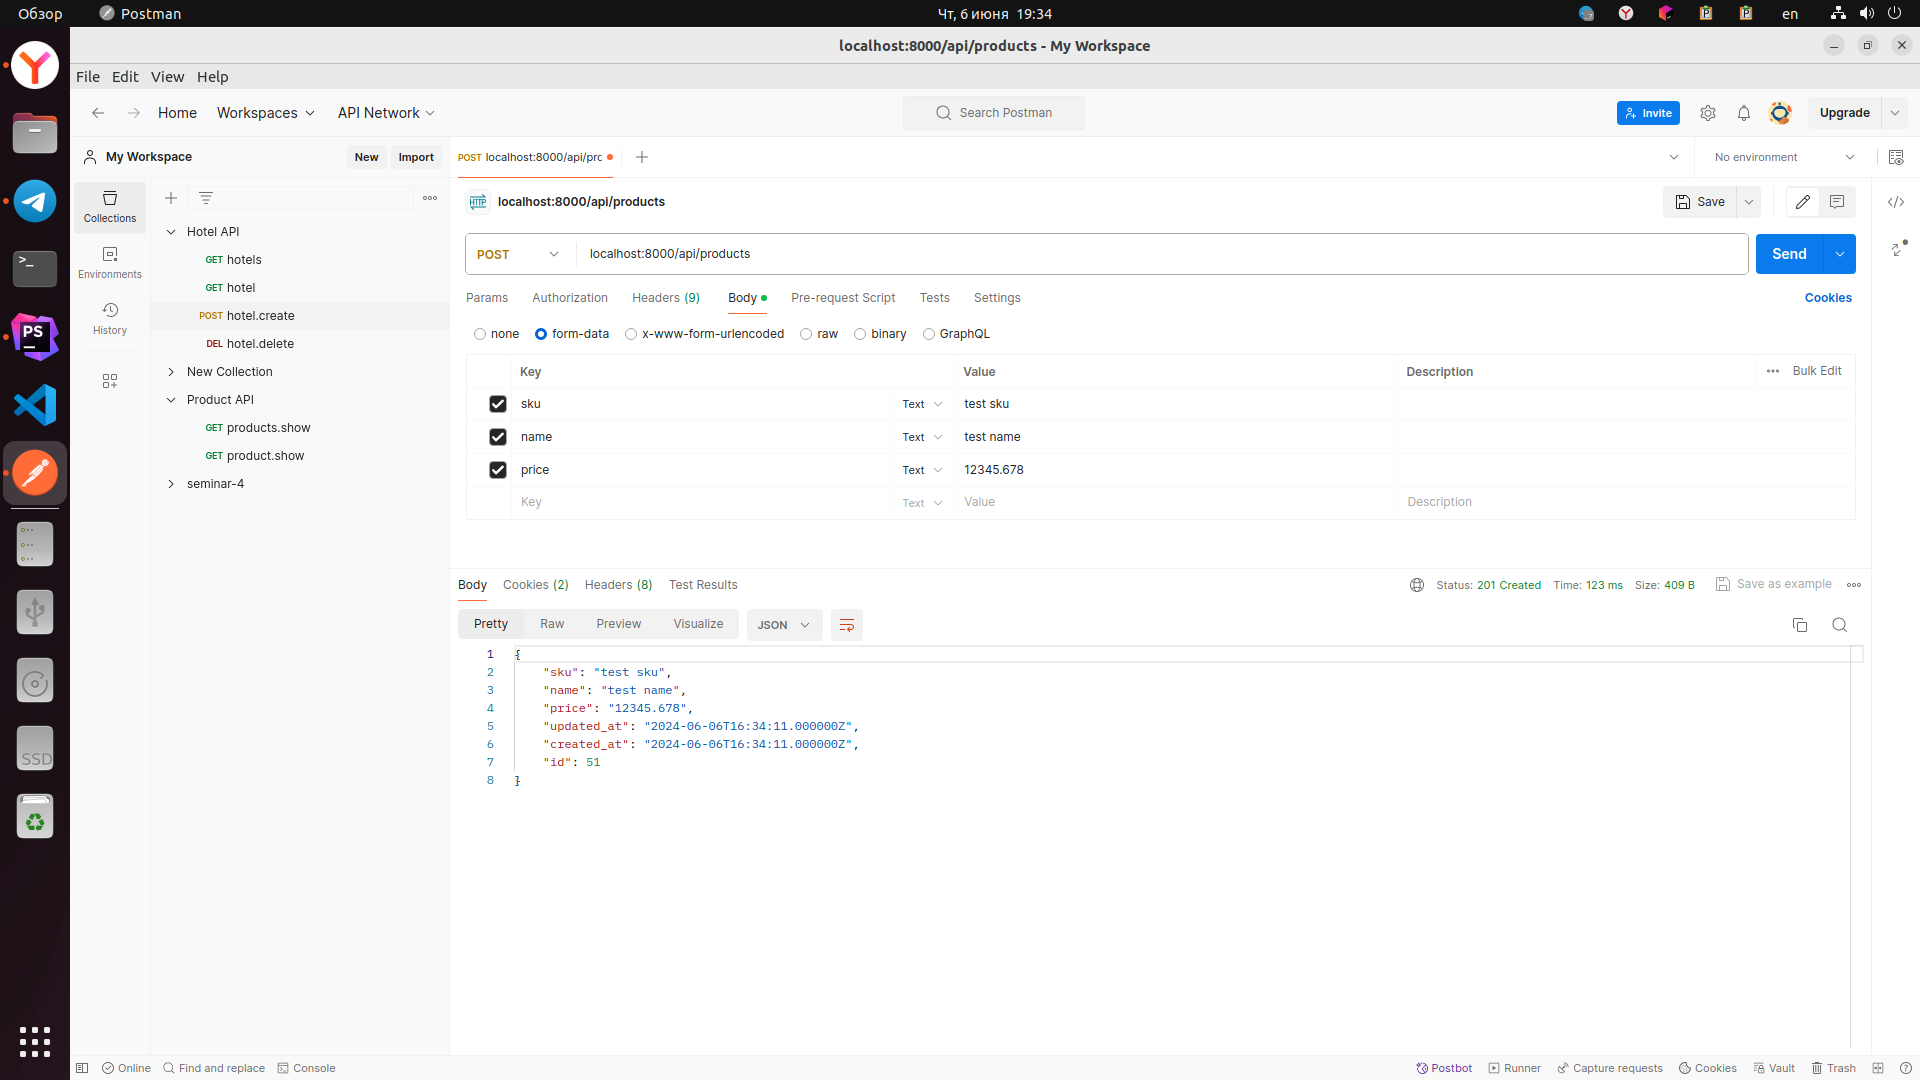 Обзор Postman Чт, 6 июня 19:34 en
localhost:8000/api/products - My Workspace
File Edit View Help
Home Workspaces API Network Search Postman Invite Upgrade
My Workspace New Import POST localhost:8000/api/prc No environment
Collections
Environments
History
Hotel API
GET hotels
GET hotel
POST hotel.create
DEL hotel.delete
New Collection
Product API
GET products.show
GET product.show
seminar-4
HTTP localhost:8000/api/products Save
POST localhost:8000/api/products Send
Params Authorization Headers (9) Body Pre-request Script Tests Settings Cookies
none form-data x-www-form-urlencoded raw binary GraphQL
Key Value Description Bulk Edit
sku Text test sku
name Text test name
price Text 12345.678
Key Text Value Description
Body Cookies (2) Headers (8) Test Results Status: 201 Created Time: 123 ms Size: 409 B Save as example
Pretty Raw Preview Visualize JSON
1 {
2 "sku": "test sku",
3 "name": "test name",
4 "price": "12345.678",
5 "updated_at": "2024-06-06T16:34:11.000000Z",
6 "created_at": "2024-06-06T16:34:11.000000Z",
7 "id": 51
8 }
PS
SSD
Online Find and replace Console Postbot Runner Capture requests Cookies Vault Trash